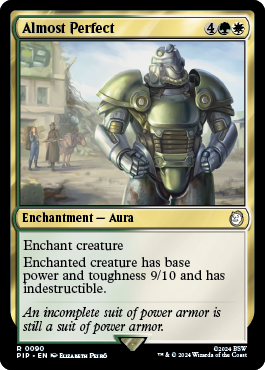 Almost Perfect 4
Enchantment — Aura
Enchant creature
Enchanted creature has base
power and toughness 9/10 and has
indestructible.
An incomplete suit of power armor is
still a suit of power armor.
R 0090
PIP • EN ELIZABETH PEIRÓ
©2024 BSW
™ & © 2024 Wizards of the Coast